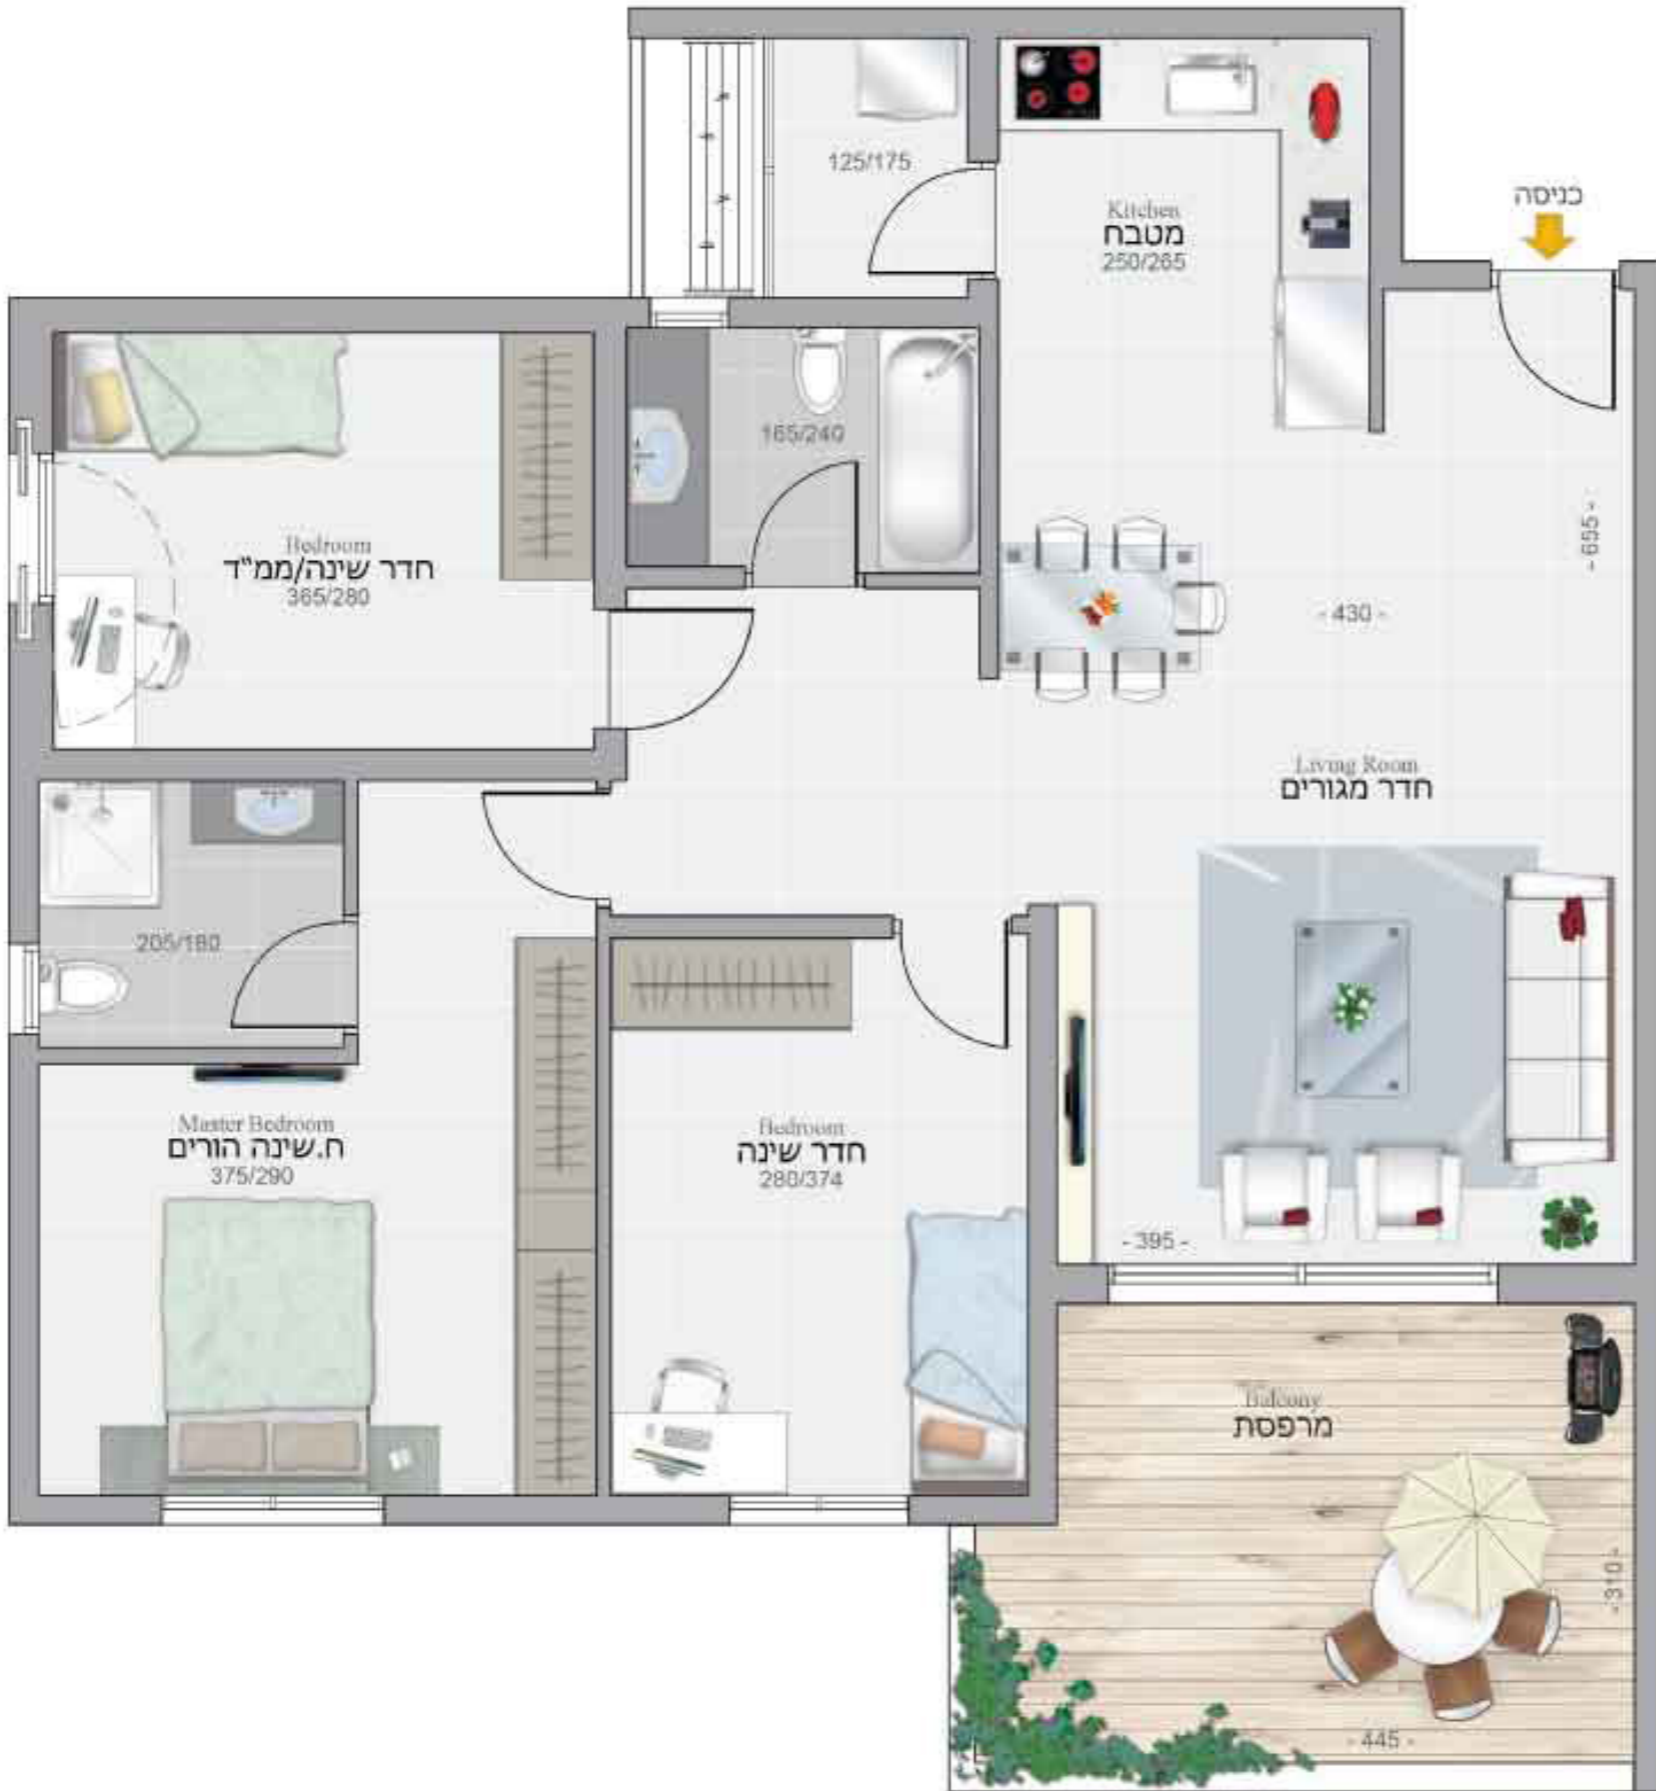 125/175
Kitchen
מטבח
250/265
כניסה
165/240
Bedroom
חדר שינה/ממ"ד
365/280
- 655 -
- 430 -
Living Room
חדר מגורים
205/180
Master Bedroom
ח.שינה הורים
375/290
Bedroom
חדר שינה
280/374
- 395 -
Balcony
מרפסת
- 310 -
- 445 -